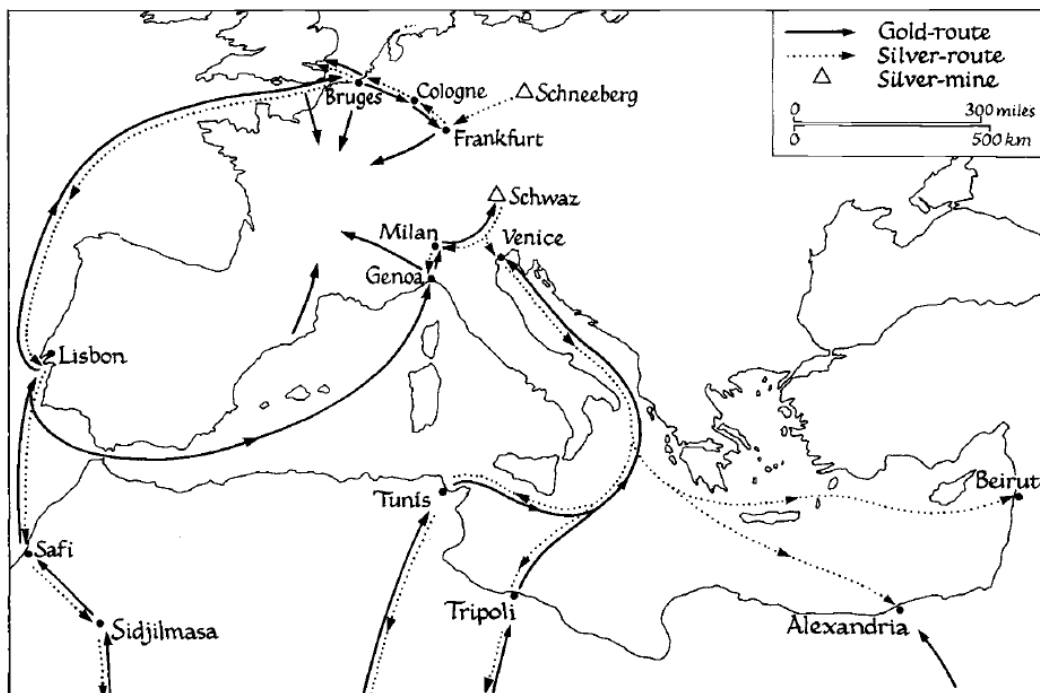 Gold-route
Silver-route
Silver-mine
0 300 miles
0 500 km
Bruges
Cologne
Schneeberg
Frankfurt
Schwaz
Milan
Venice
Genoa
Lisbon
Tunis
Beirut
Safi
Tripoli
Alexandria
Sidjilmasa